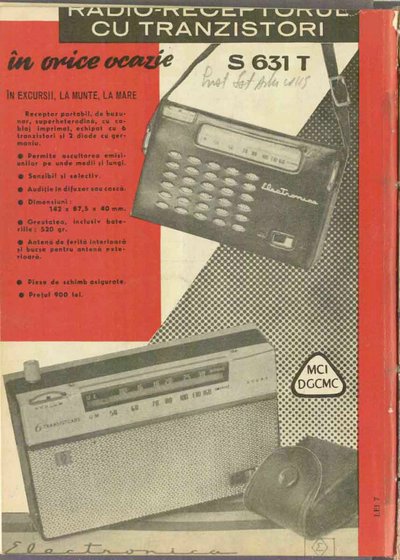 RADIO-RECEPTORUL
CU TRANZISTORI
în orice ocazie
S 631 T
ÎN EXCURSII, LA MUNTE, LA MARE
Receptor portabil, de buzu-
nar, superheterodină, cu ca-
blaj imprimat, echipat cu 6
tranzistori și 2 diode cu ger-
maniu.
● Permite ascultarea emisi-
unilor pe unde medii și lungi.
● Sensibil și selectiv.
● Audiție în difuzor sau cască.
● Dimensiuni:
142 x 87,5 x 40 mm.
● Greutatea, inclusiv bate-
riile: 520 gr.
● Antenă de ferită interioară
și bucșe pentru antenă exte-
rioară.
● Piese de schimb asigurate.
● Prețul 900 lei.
Electronica
MCI
DGCMC
6 TRANZISTOARE
LEI 7
Electronica